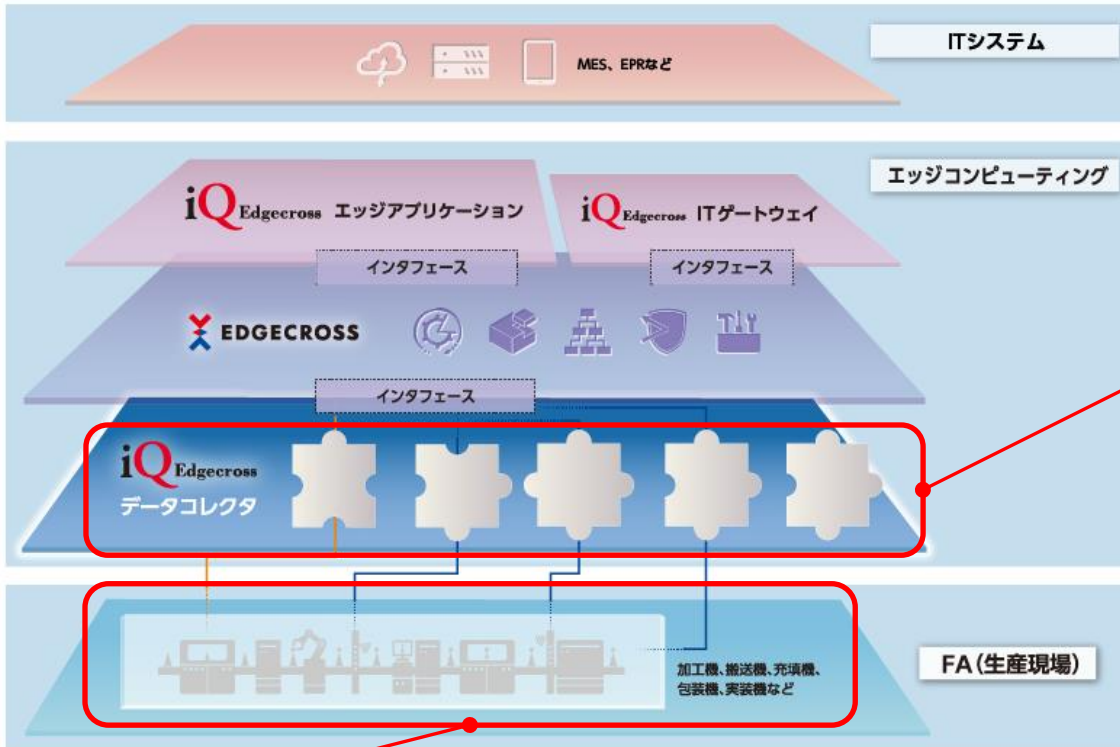 ITシステム
MES、EPRなど
エッジコンピューティング
iQ Edgecross エッジアプリケーション
iQ Edgecross ITゲートウェイ
インタフェース
インタフェース
EDGECROSS
インタフェース
iQ Edgecross
データコレクタ
加工機、搬送機、充填機、
包装機、実装機など
FA(生産現場)